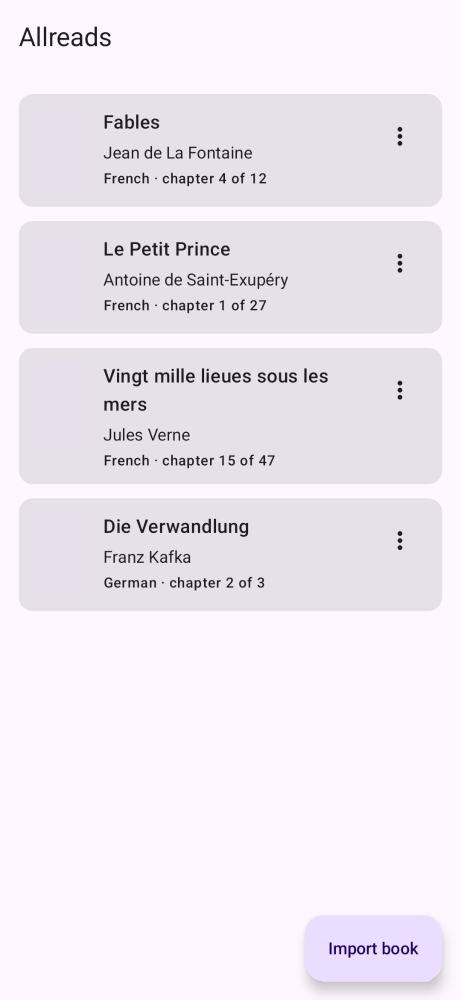 Allreads
Fables
Jean de La Fontaine
French · chapter 4 of 12
Le Petit Prince
Antoine de Saint-Exupéry
French · chapter 1 of 27
Vingt mille lieues sous les
mers
Jules Verne
French · chapter 15 of 47
Die Verwandlung
Franz Kafka
German · chapter 2 of 3
Import book